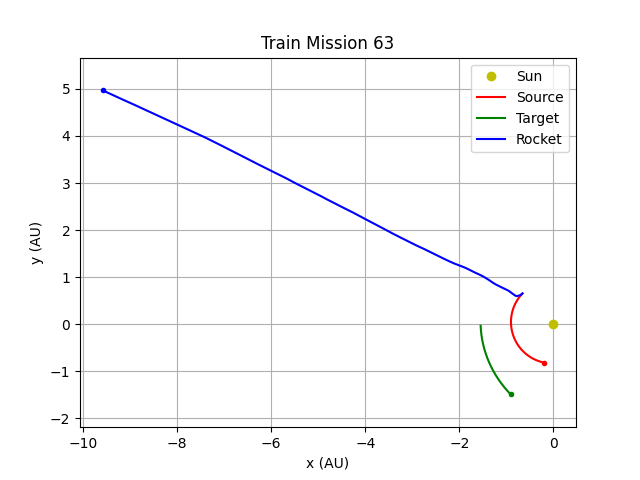 Train Mission 63
Sun
Source
Target
Rocket
5
4
3
2
1
0
−1
−2
y (AU)
−10
−8
−6
−4
−2
0
x (AU)